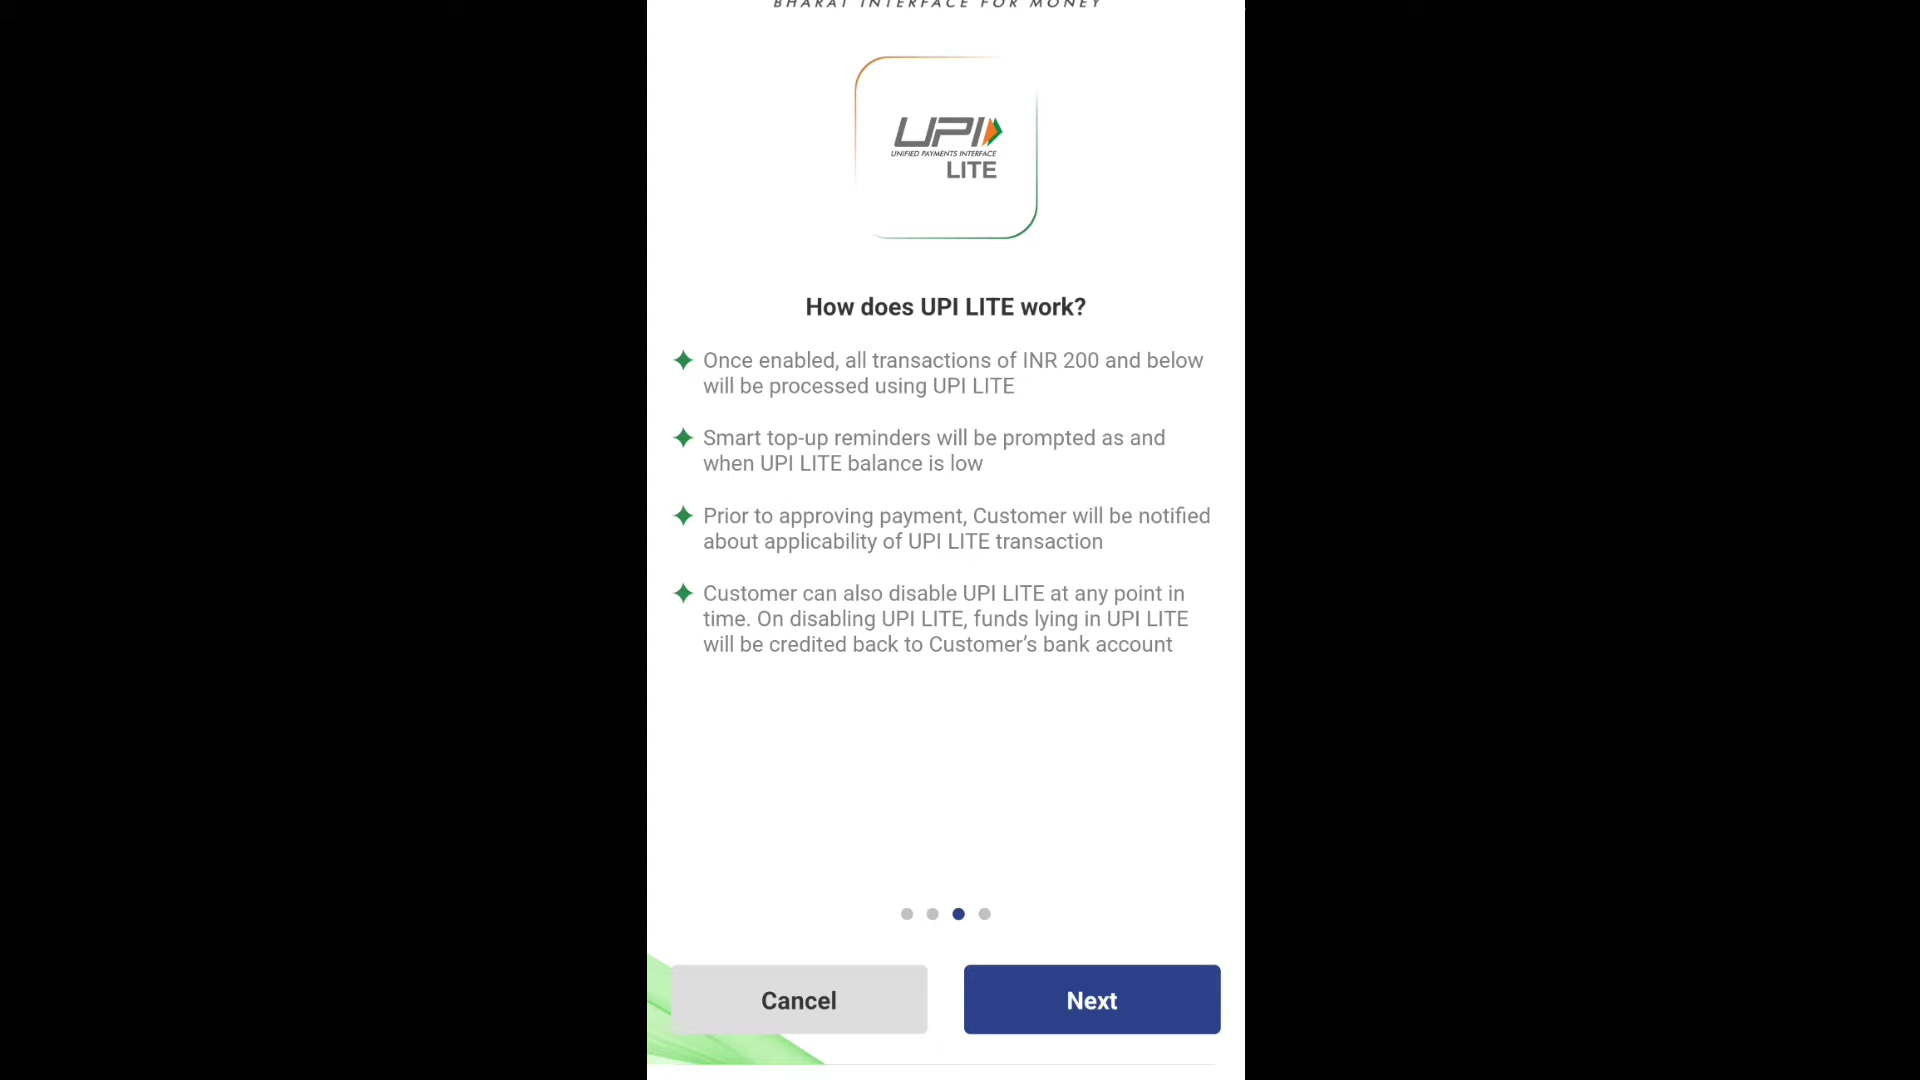 BHARAT INTERFACE FOR MONEY
UPI
UNIFIED PAYMENTS INTERFACE
LITE
How does UPI LITE work?
Once enabled, all transactions of INR 200 and below
will be processed using UPI LITE
Smart top-up reminders will be prompted as and
when UPI LITE balance is low
Prior to approving payment, Customer will be notified
about applicability of UPI LITE transaction
Customer can also disable UPI LITE at any point in
time. On disabling UPI LITE, funds lying in UPI LITE
will be credited back to Customer’s bank account
Cancel
Next